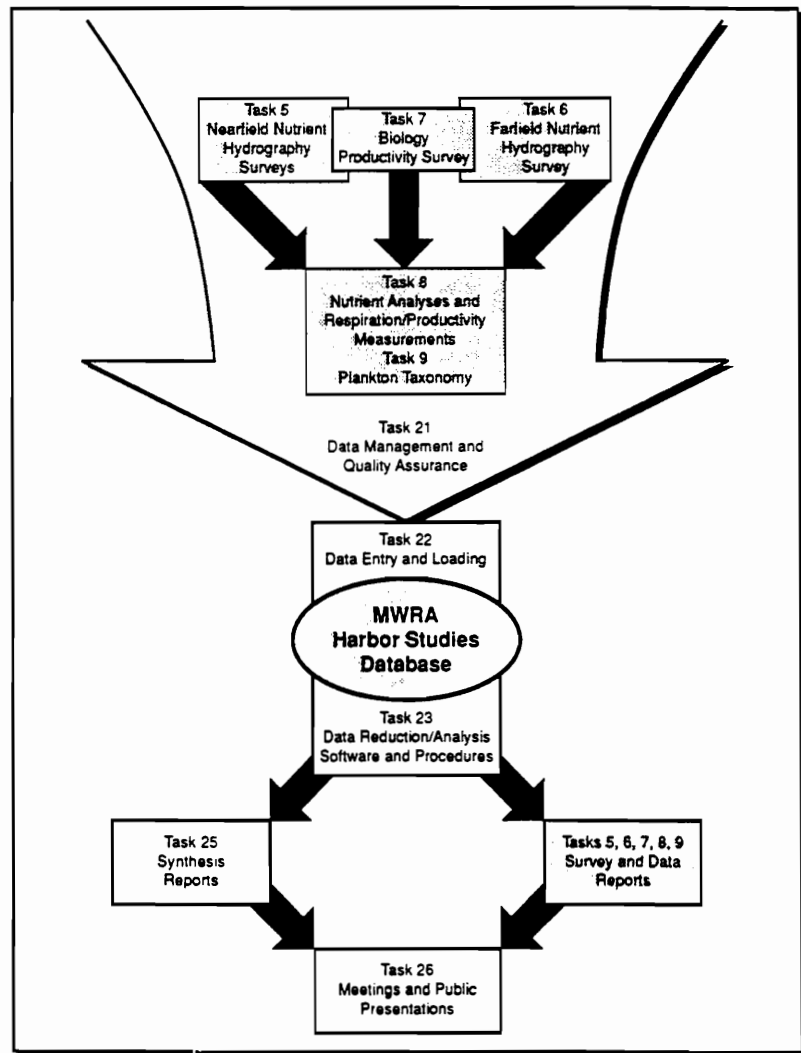 Task 5
Nearfield Nutrient
Hydrography
Surveys
Task 7
Biology
Productivity Survey
Task 6
Farfield Nutrient
Hydrography
Survey
Task 8
Nutrient Analyses and
Respiration/Productivity
Measurements
Task 9
Plankton Taxonomy
Task 21
Data Management and
Quality Assurance
Task 22
Data Entry and Loading
MWRA
Harbor Studies
Database
Task 23
Data Reduction/Analysis
Software and Procedures
Task 25
Synthesis
Reports
Tasks 5, 6, 7, 8, 9
Survey and Data
Reports
Task 26
Meetings and Public
Presentations